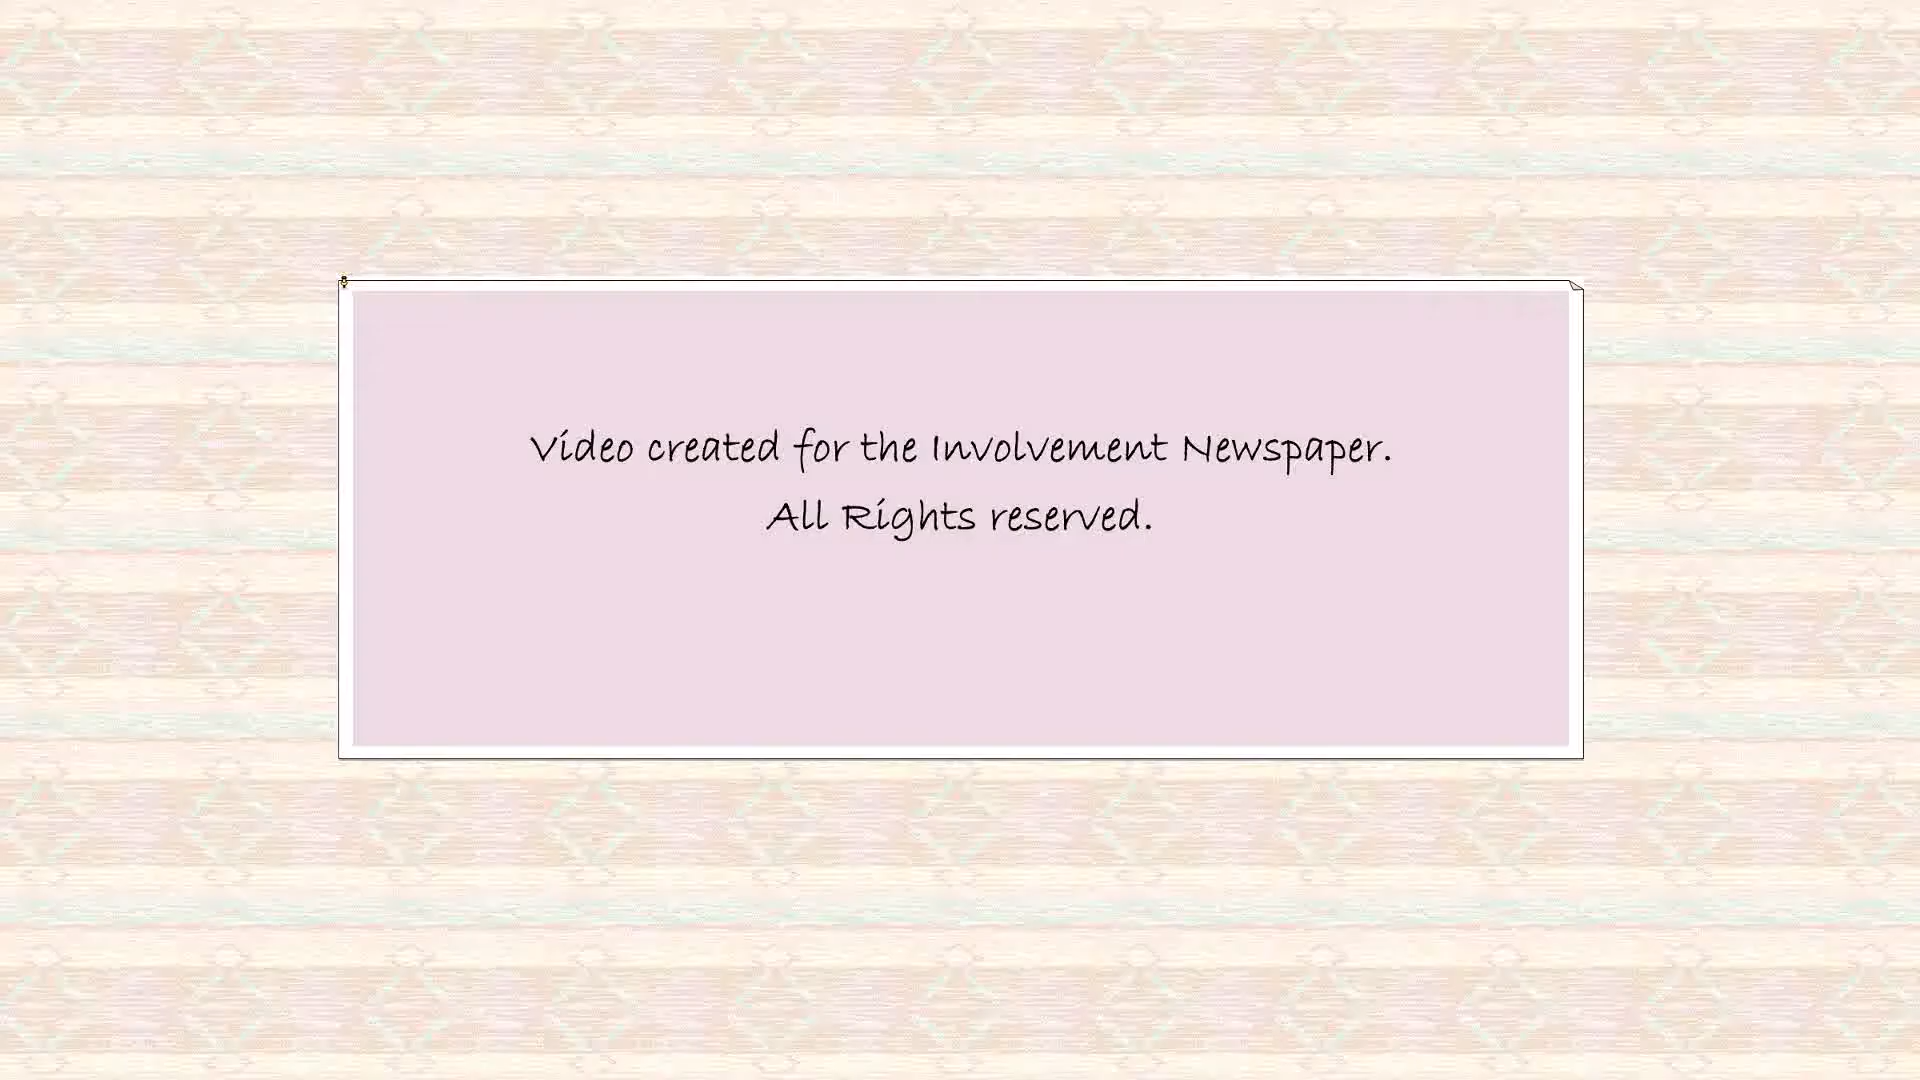 Video created for the Involvement Newspaper.
All Rights reserved.